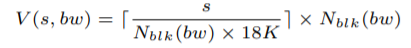 V(s, bw) = ⌈ s / (N_blk(bw) × 18K) ⌉ × N_blk(bw)